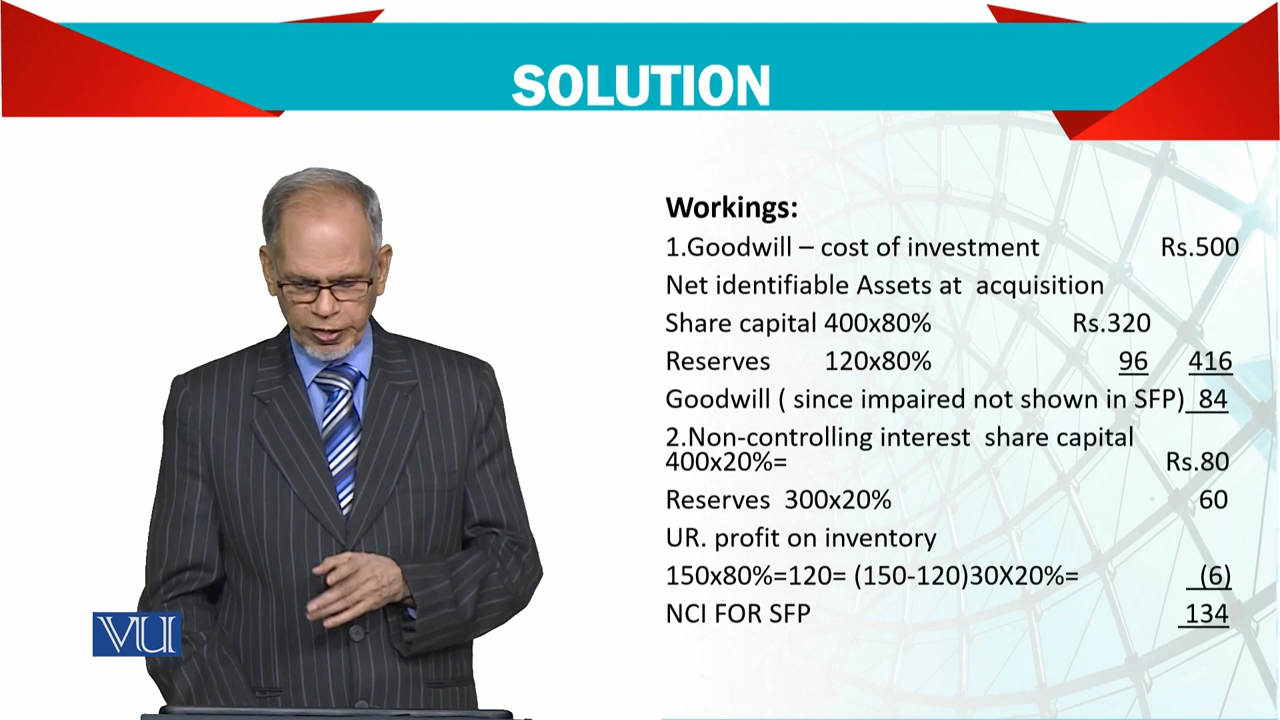 SOLUTION
Workings:
1.Goodwill – cost of investment Rs.500
Net identifiable Assets at acquisition
Share capital 400x80% Rs.320
Reserves 120x80% 96 416
Goodwill ( since impaired not shown in SFP) 84
2.Non-controlling interest share capital
400x20%= Rs.80
Reserves 300x20% 60
UR. profit on inventory
150x80%=120= (150-120)30X20%= (6)
NCI FOR SFP 134
VU